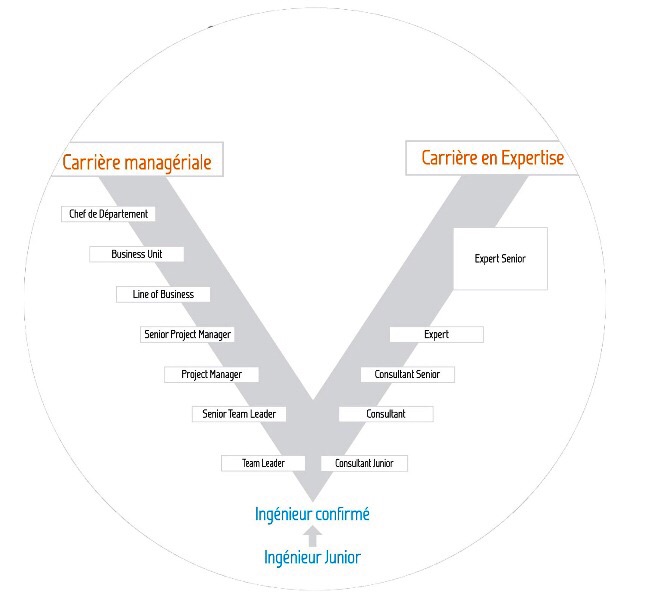 Carrière managériale
Carrière en Expertise
Chef de Département
Business Unit
Expert Senior
Line of Business
Senior Project Manager
Expert
Project Manager
Consultant Senior
Senior Team Leader
Consultant
Team Leader
Consultant Junior
Ingénieur confirmé
Ingénieur Junior